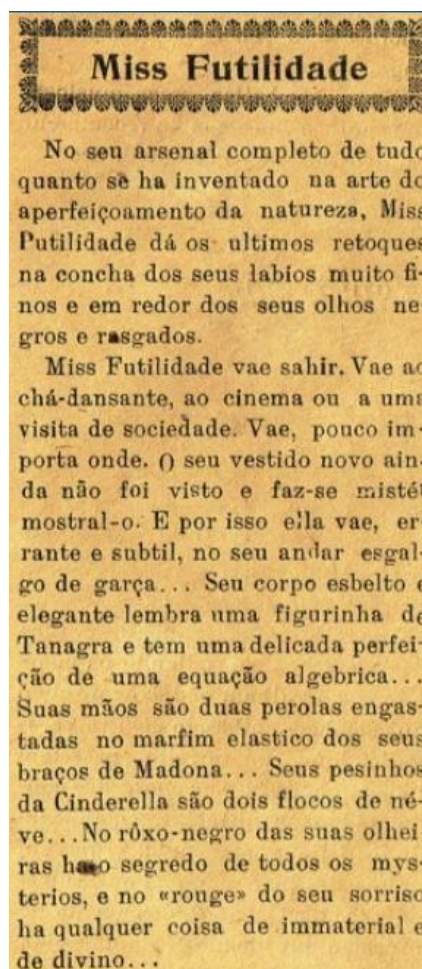 Miss Futilidade
No seu arsenal completo de tudo
quanto se ha inventado na arte do
aperfeiçoamento da natureza, Miss
Putilidade dá os ultimos retoques
na concha dos seus labios muito fi-
nos e em redor dos seus olhos ne-
gros e rasgados.
Miss Futilidade vae sahir. Vae ao
chá-dansante, ao cinema ou a uma
visita de sociedade. Vae, pouco im-
porta onde. O seu vestido novo ain-
da não foi visto e faz-se mistér
mostral-o. E por isso ella vae, er-
rante e subtil, no seu andar esgal-
go de garça... Seu corpo esbelto e
elegante lembra uma figurinha de
Tanagra e tem uma delicada perfei-
ção de uma equação algebrica...
Suas mãos são duas perolas engas-
tadas no marfim elastico dos seus
braços de Madona... Seus pesinhos
da Cinderella são dois flocos de né-
ve...No rôxo-negro das suas olhei-
ras ha o segredo de todos os mys-
terios, e no «rouge» do seu sorriso
ha qualquer coisa de immaterial e
de divino...